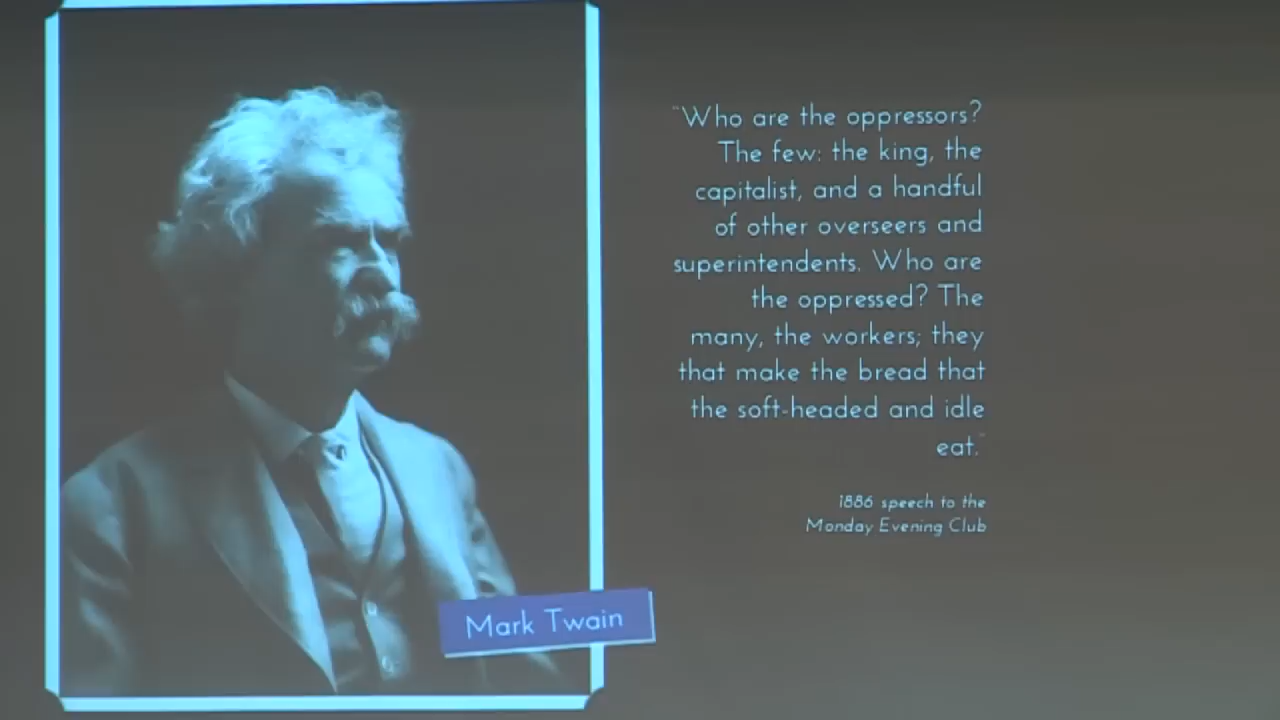 "Who are the oppressors?
The few: the king, the
capitalist, and a handful
of other overseers and
superintendents. Who are
the oppressed? The
many, the workers; they
that make the bread that
the soft-headed and idle
eat."
1886 speech to the
Monday Evening Club
Mark Twain